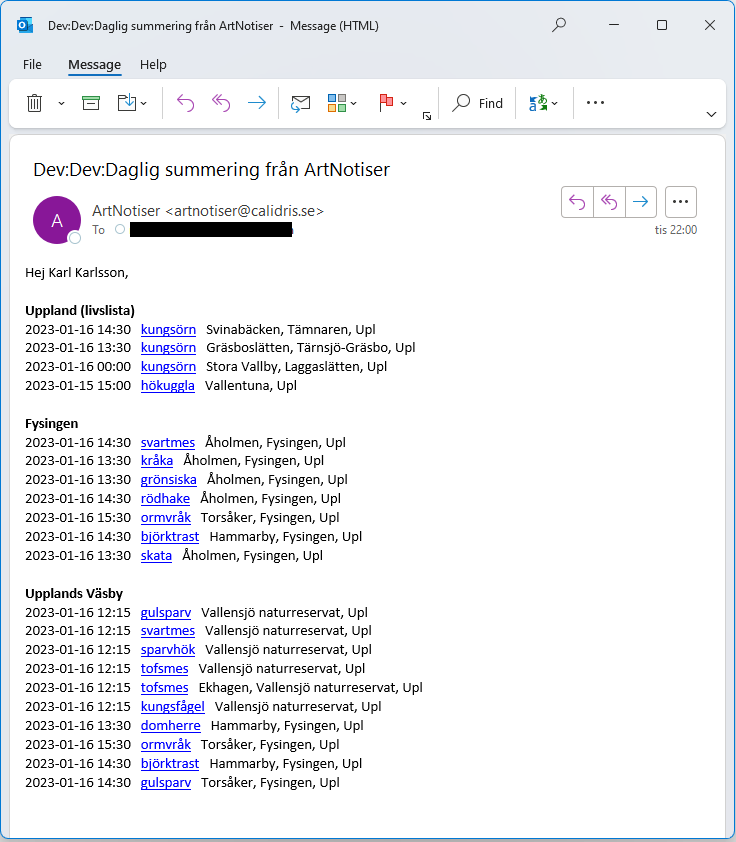 Dev:Dev:Daglig summering från ArtNotiser - Message (HTML)
File Message Help
Find
Dev:Dev:Daglig summering från ArtNotiser
A
ArtNotiser <artnotiser@calidris.se>
To
tis 22:00
Hej Karl Karlsson,
Uppland (livslista)
2023-01-16 14:30 kungsörn Svinabäcken, Tämnaren, Upl
2023-01-16 13:30 kungsörn Gräsboslätten, Tärnsjö-Gräsbo, Upl
2023-01-16 00:00 kungsörn Stora Vallby, Laggaslätten, Upl
2023-01-15 15:00 hökuggla Vallentuna, Upl
Fysingen
2023-01-16 14:30 svartmes Åholmen, Fysingen, Upl
2023-01-16 13:30 kråka Åholmen, Fysingen, Upl
2023-01-16 13:30 grönsiska Åholmen, Fysingen, Upl
2023-01-16 14:30 rödhake Åholmen, Fysingen, Upl
2023-01-16 15:30 ormvråk Torsåker, Fysingen, Upl
2023-01-16 14:30 björktrast Hammarby, Fysingen, Upl
2023-01-16 13:30 skata Åholmen, Fysingen, Upl
Upplands Väsby
2023-01-16 12:15 gulsparv Vallensjö naturreservat, Upl
2023-01-16 12:15 svartmes Vallensjö naturreservat, Upl
2023-01-16 12:15 sparvhök Vallensjö naturreservat, Upl
2023-01-16 12:15 tofsmes Vallensjö naturreservat, Upl
2023-01-16 12:15 tofsmes Ekhagen, Vallensjö naturreservat, Upl
2023-01-16 12:15 kungsfågel Vallensjö naturreservat, Upl
2023-01-16 13:30 domherre Hammarby, Fysingen, Upl
2023-01-16 15:30 ormvråk Torsåker, Fysingen, Upl
2023-01-16 14:30 björktrast Hammarby, Fysingen, Upl
2023-01-16 14:30 gulsparv Torsåker, Fysingen, Upl